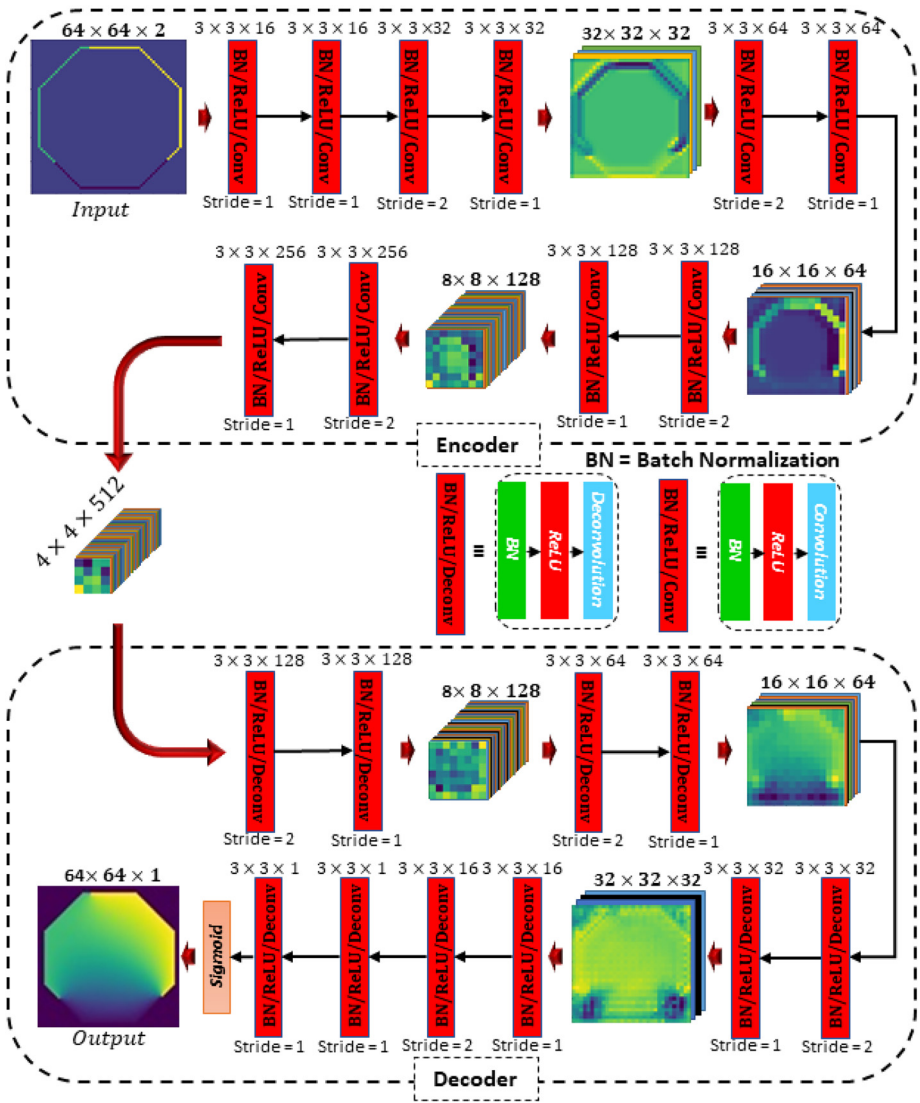 64 × 64 × 2
3 × 3 × 16
3 × 3 × 16
3 × 3 ×32
3 × 3 × 32
32× 32 × 32
3 × 3 × 64
3 × 3 × 64
BN/ReLU/Conv
BN/ReLU/Conv
BN/ReLU/Conv
BN/ReLU/Conv
BN/ReLU/Conv
BN/ReLU/Conv
Input
Stride = 1
Stride = 1
Stride = 2
Stride = 1
Stride = 2
Stride = 1
3 × 3 × 256
3 × 3 × 256
8× 8 × 128
3 × 3 × 128
3 × 3 × 128
16 × 16 × 64
BN/ReLU/Conv
BN/ReLU/Conv
BN/ReLU/Conv
BN/ReLU/Conv
Stride = 1
Stride = 2
Stride = 1
Stride = 2
Encoder
BN = Batch Normalization
4 × 4 × 512
BN/ReLU/Deconv
≡
BN
ReLU
Deconvolution
BN/ReLU/Conv
≡
BN
ReLU
Convolution
3 × 3 × 128
3 × 3 × 128
8× 8 × 128
3 × 3 × 64
3 × 3 × 64
16 × 16 × 64
BN/ReLU/Deconv
BN/ReLU/Deconv
BN/ReLU/Deconv
BN/ReLU/Deconv
Stride = 2
Stride = 1
Stride = 2
Stride = 1
64× 64 × 1
3 × 3 × 1
3 × 3 × 1
3 × 3 × 16
3 × 3 × 16
32 × 32 ×32
3 × 3 × 32
3 × 3 × 32
Sigmoid
BN/ReLU/Deconv
BN/ReLU/Deconv
BN/ReLU/Deconv
BN/ReLU/Deconv
BN/ReLU/Deconv
BN/ReLU/Deconv
Output
Stride = 1
Stride = 1
Stride = 2
Stride = 1
Stride = 1
Stride = 2
Decoder